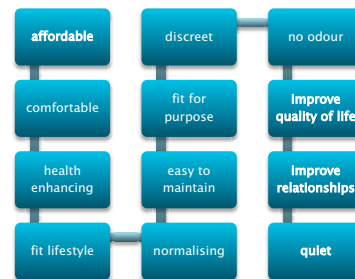 affordable
comfortable
health
enhancing
fit lifestyle
normalising
easy to
maintain
fit for
purpose
discreet
no odour
Improve
quality of life
Improve
relationships
quiet